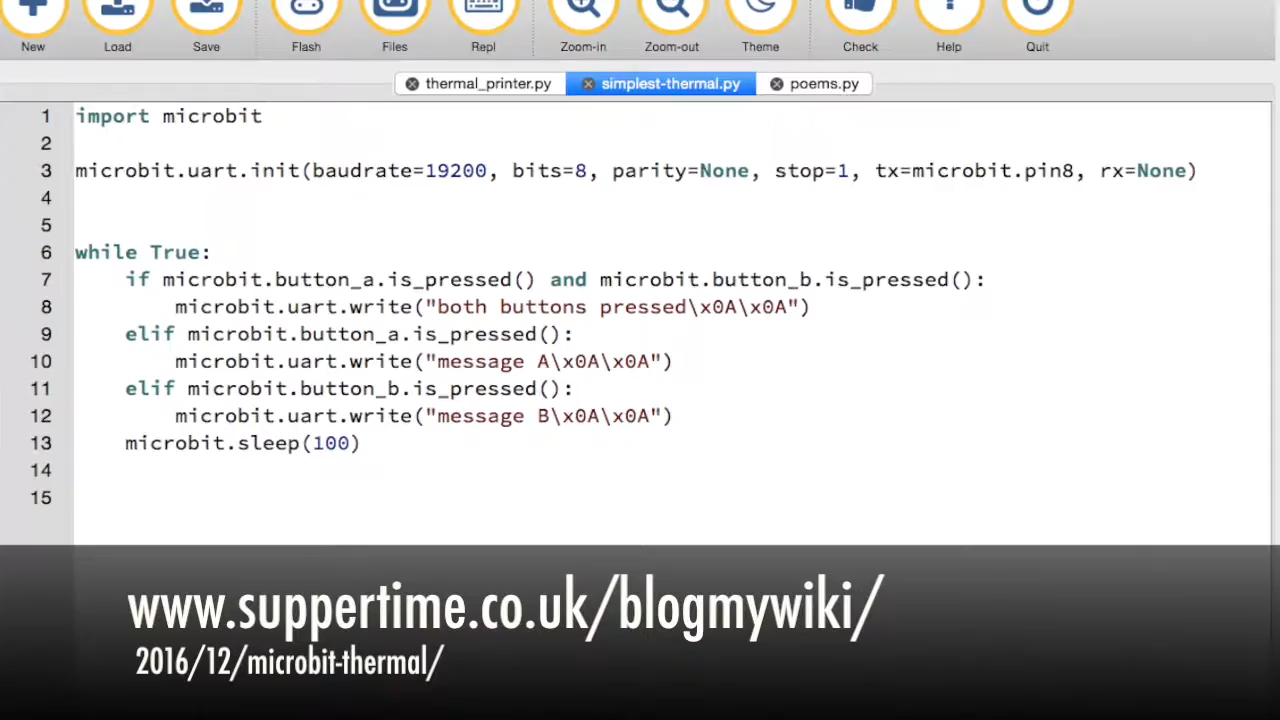 New Load Save Flash Files Repl Zoom-in Zoom-out Theme Check Help Quit
thermal_printer.py simplest-thermal.py poems.py
1 import microbit
2
3 microbit.uart.init(baudrate=19200, bits=8, parity=None, stop=1, tx=microbit.pin8, rx=None)
4
5
6 while True:
7     if microbit.button_a.is_pressed() and microbit.button_b.is_pressed():
8         microbit.uart.write("both buttons pressed\x0A\x0A")
9     elif microbit.button_a.is_pressed():
10         microbit.uart.write("message A\x0A\x0A")
11     elif microbit.button_b.is_pressed():
12         microbit.uart.write("message B\x0A\x0A")
13     microbit.sleep(100)
14
15
www.suppertime.co.uk/blogmywiki/
2016/12/microbit-thermal/